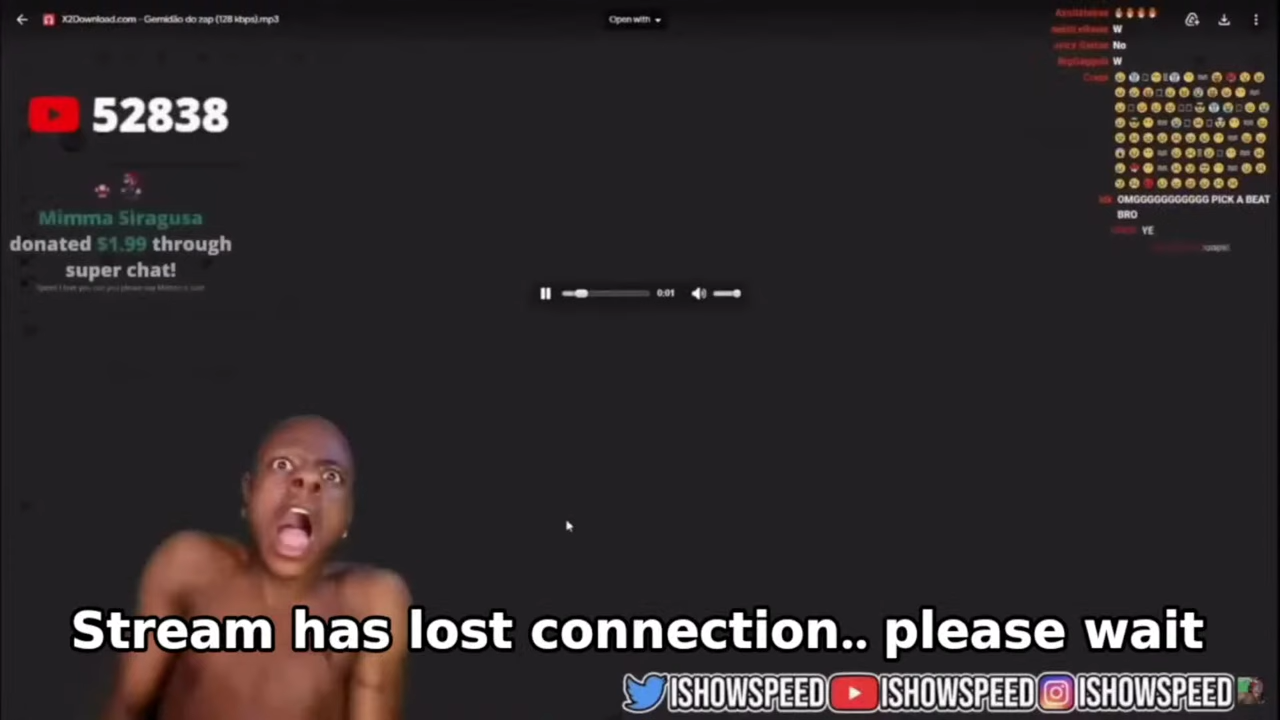 X2Download.com - Gemidão do zap (128 kbps).mp3
Open with
52838
Mimma Siragusa
donated $1.99 through
super chat!
W
No
W
OMGGGGGGGGGGG PICK A BEAT
BRO
YE
0:01
Stream has lost connection.. please wait
ISHOWSPEED ISHOWSPEED ISHOWSPEED